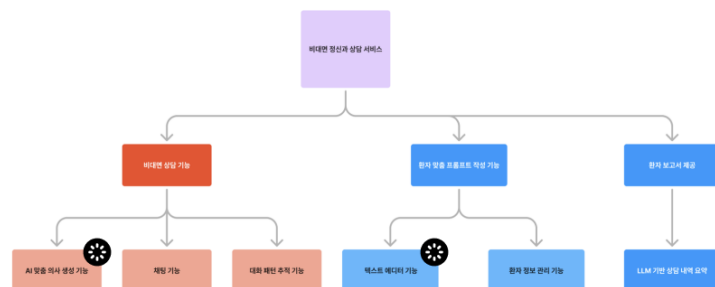 비대면 정신과 상담 서비스
비대면 상담 기능
환자 맞춤 프롬프트 작성 기능
환자 보고서 제공
AI 맞춤 의사 생성 기능
채팅 기능
대화 패턴 추적 기능
텍스트 에디터 기능
환자 정보 관리 기능
LLM 기반 상담 내역 요약